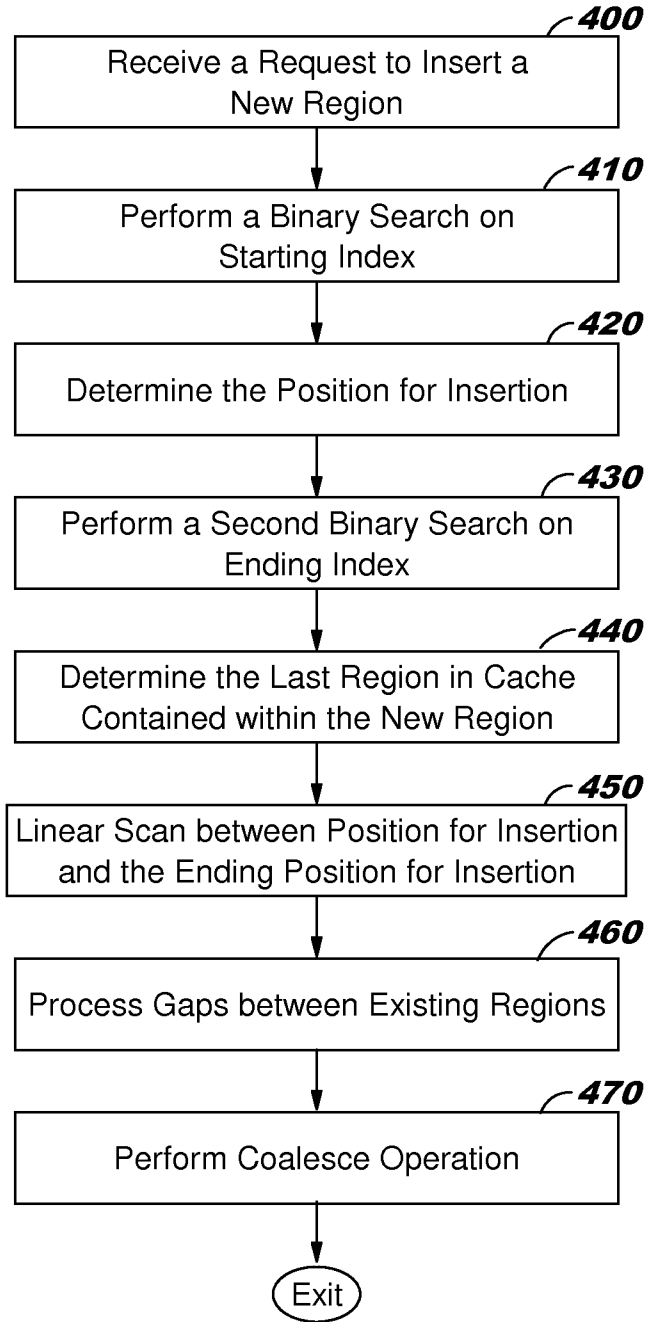 400
Receive a Request to Insert a
New Region
410
Perform a Binary Search on
Starting Index
420
Determine the Position for Insertion
430
Perform a Second Binary Search on
Ending Index
440
Determine the Last Region in Cache
Contained within the New Region
450
Linear Scan between Position for Insertion
and the Ending Position for Insertion
460
Process Gaps between Existing Regions
470
Perform Coalesce Operation
Exit